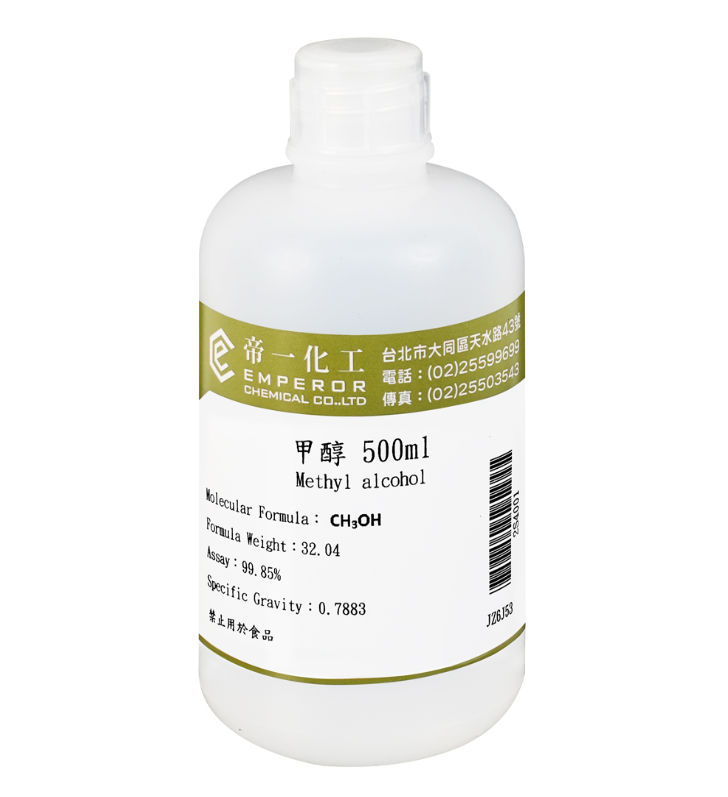 帝一化工
EMPEROR
CHEMICAL CO.,LTD
台北市大同區天水路43號
電話：(02)25599699
傳真：(02)25503543
甲醇 500ml
Methyl alcohol
Molecular Formula： CH₃OH
Formula Weight：32.04
Assay：99.85%
Specific Gravity：0.7883
禁止用於食品
2S4001
JZ6J53